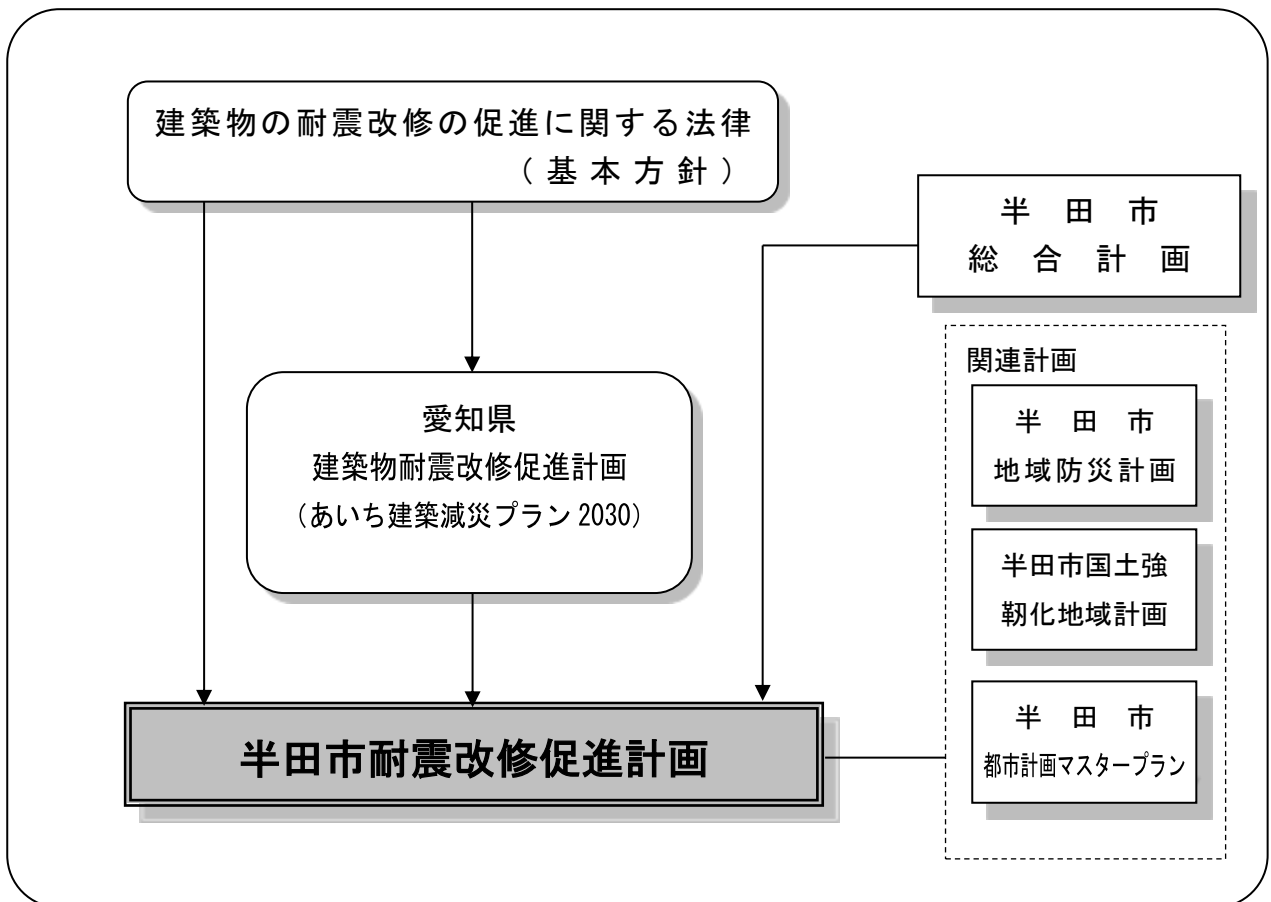 建築物の耐震改修の促進に関する法律
（基本方針）
半田市
総合計画
愛知県
建築物耐震改修促進計画
（あいち建築減災プラン2030）
関連計画
半田市
地域防災計画
半田市国土強
靭化地域計画
半田市
都市計画マスタープラン
半田市耐震改修促進計画